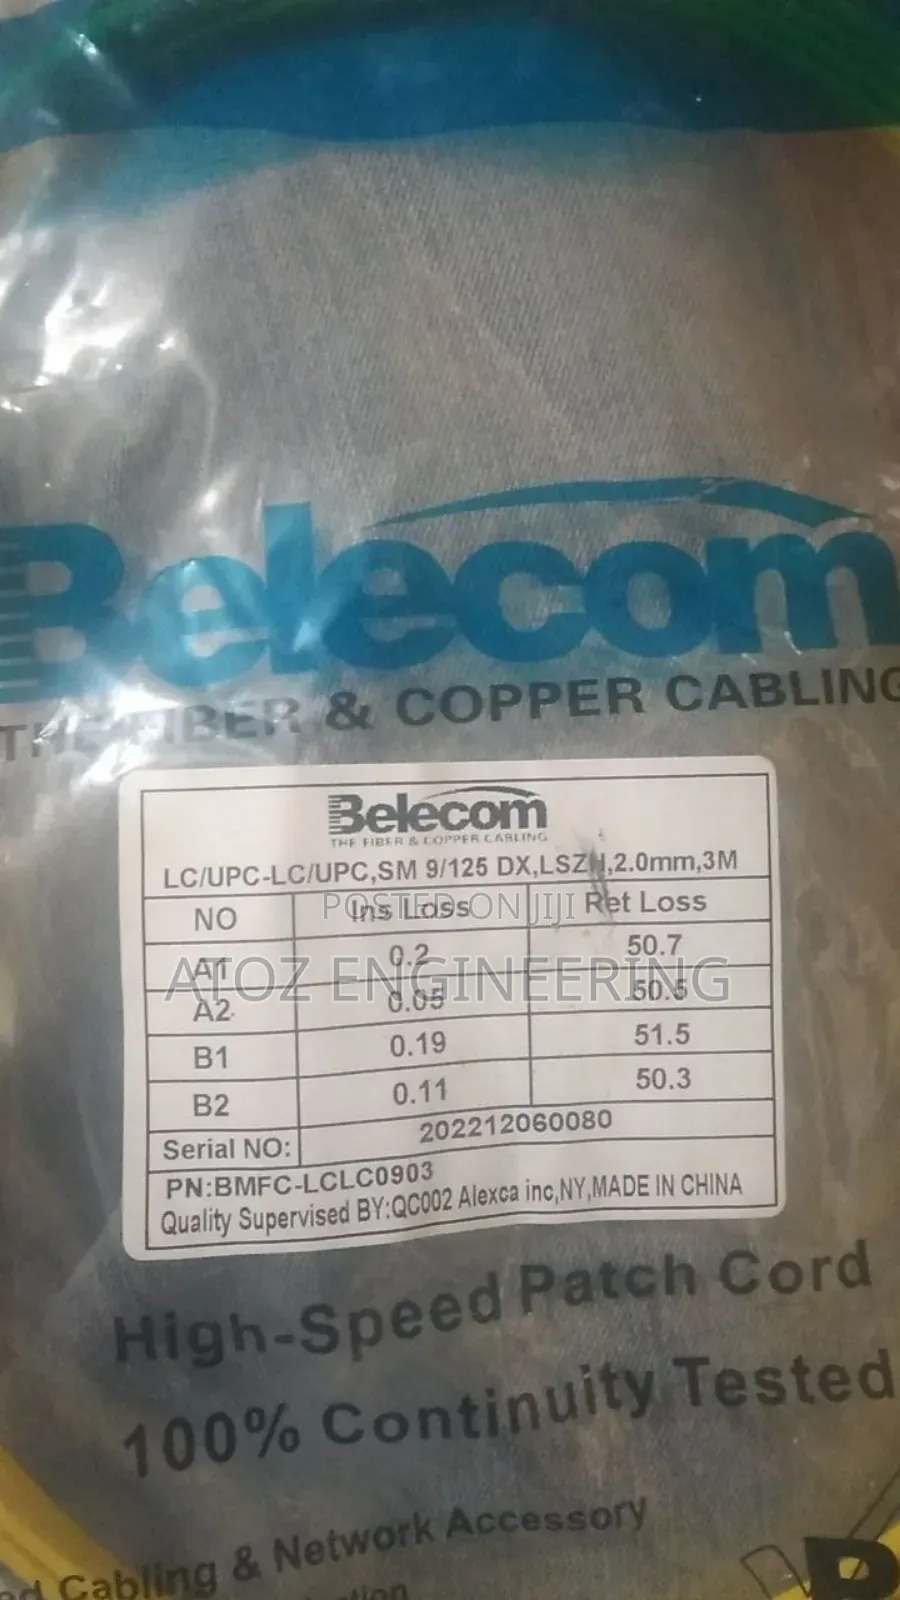 Belecom
THE FIBER & COPPER CABLING
Belecom
THE FIBER & COPPER CABLING
LC/UPC-LC/UPC,SM 9/125 DX,LSZH,2.0mm,3M
NO Ins Loss Ret Loss
POSTED ON JIJI
A1 0.2 50.7
ATOZ ENGINEERING
A2 0.05 50.5
B1 0.19 51.5
B2 0.11 50.3
Serial NO: 202212060080
PN:BMFC-LCLC0903
Quality Supervised BY:QC002 Alexca inc,NY,MADE IN CHINA
High-Speed Patch Cord
100% Continuity Tested
Cabling & Network Accessory